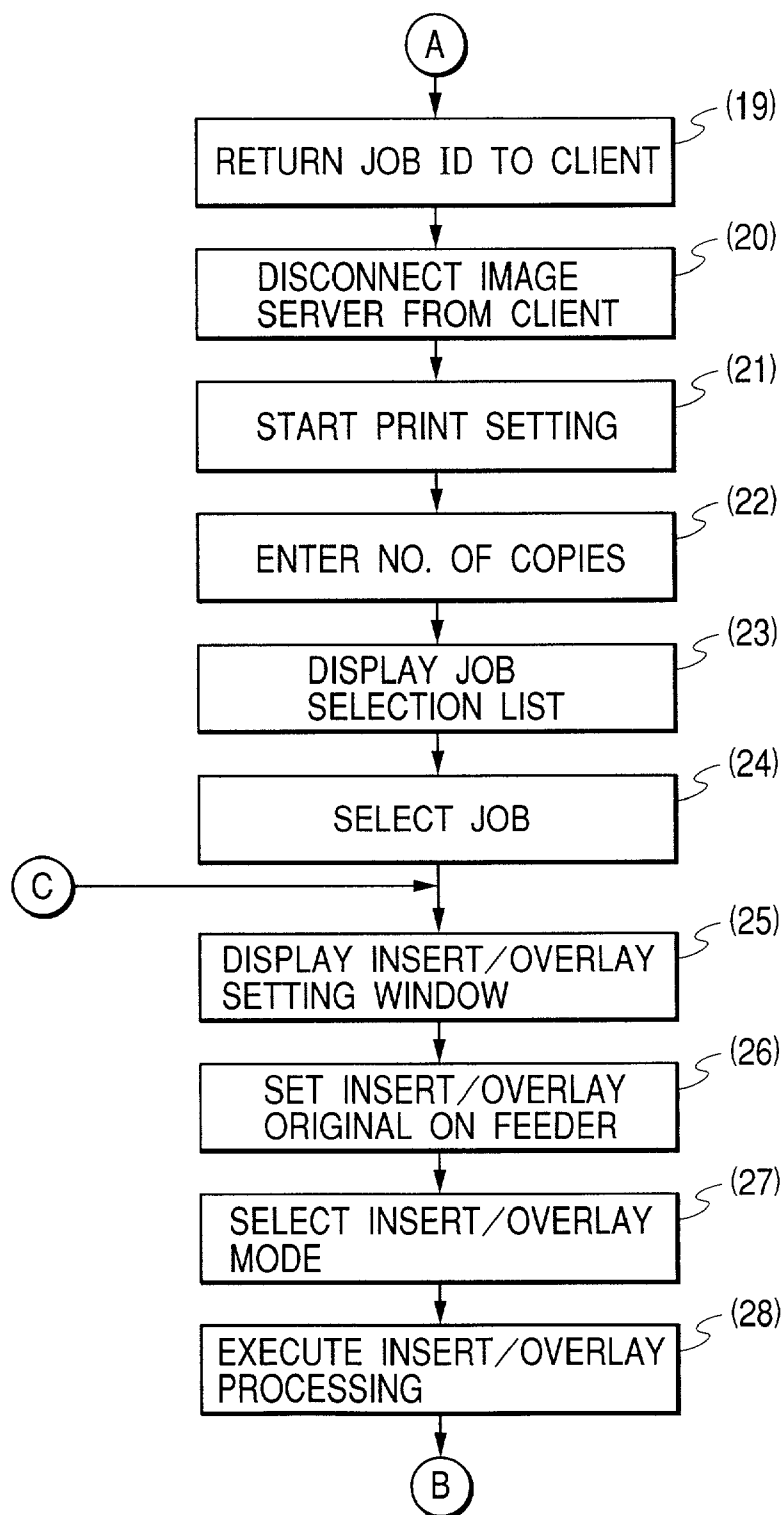 A
(19)
RETURN JOB ID TO CLIENT
(20)
DISCONNECT IMAGE
SERVER FROM CLIENT
(21)
START PRINT SETTING
(22)
ENTER NO. OF COPIES
(23)
DISPLAY JOB
SELECTION LIST
(24)
SELECT JOB
C
(25)
DISPLAY INSERT/OVERLAY
SETTING WINDOW
(26)
SET INSERT/OVERLAY
ORIGINAL ON FEEDER
(27)
SELECT INSERT/OVERLAY
MODE
(28)
EXECUTE INSERT/OVERLAY
PROCESSING
B